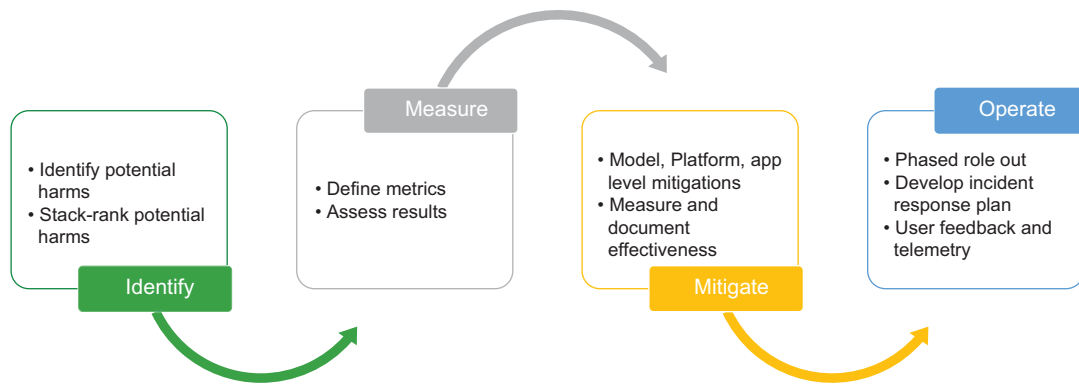 • Identify potential
harms
• Stack-rank potential
harms
Identify
Measure
• Define metrics
• Assess results
• Model, Platform, app
level mitigations
• Measure and
document
effectiveness
Mitigate
Operate
• Phased role out
• Develop incident
response plan
• User feedback and
telemetry